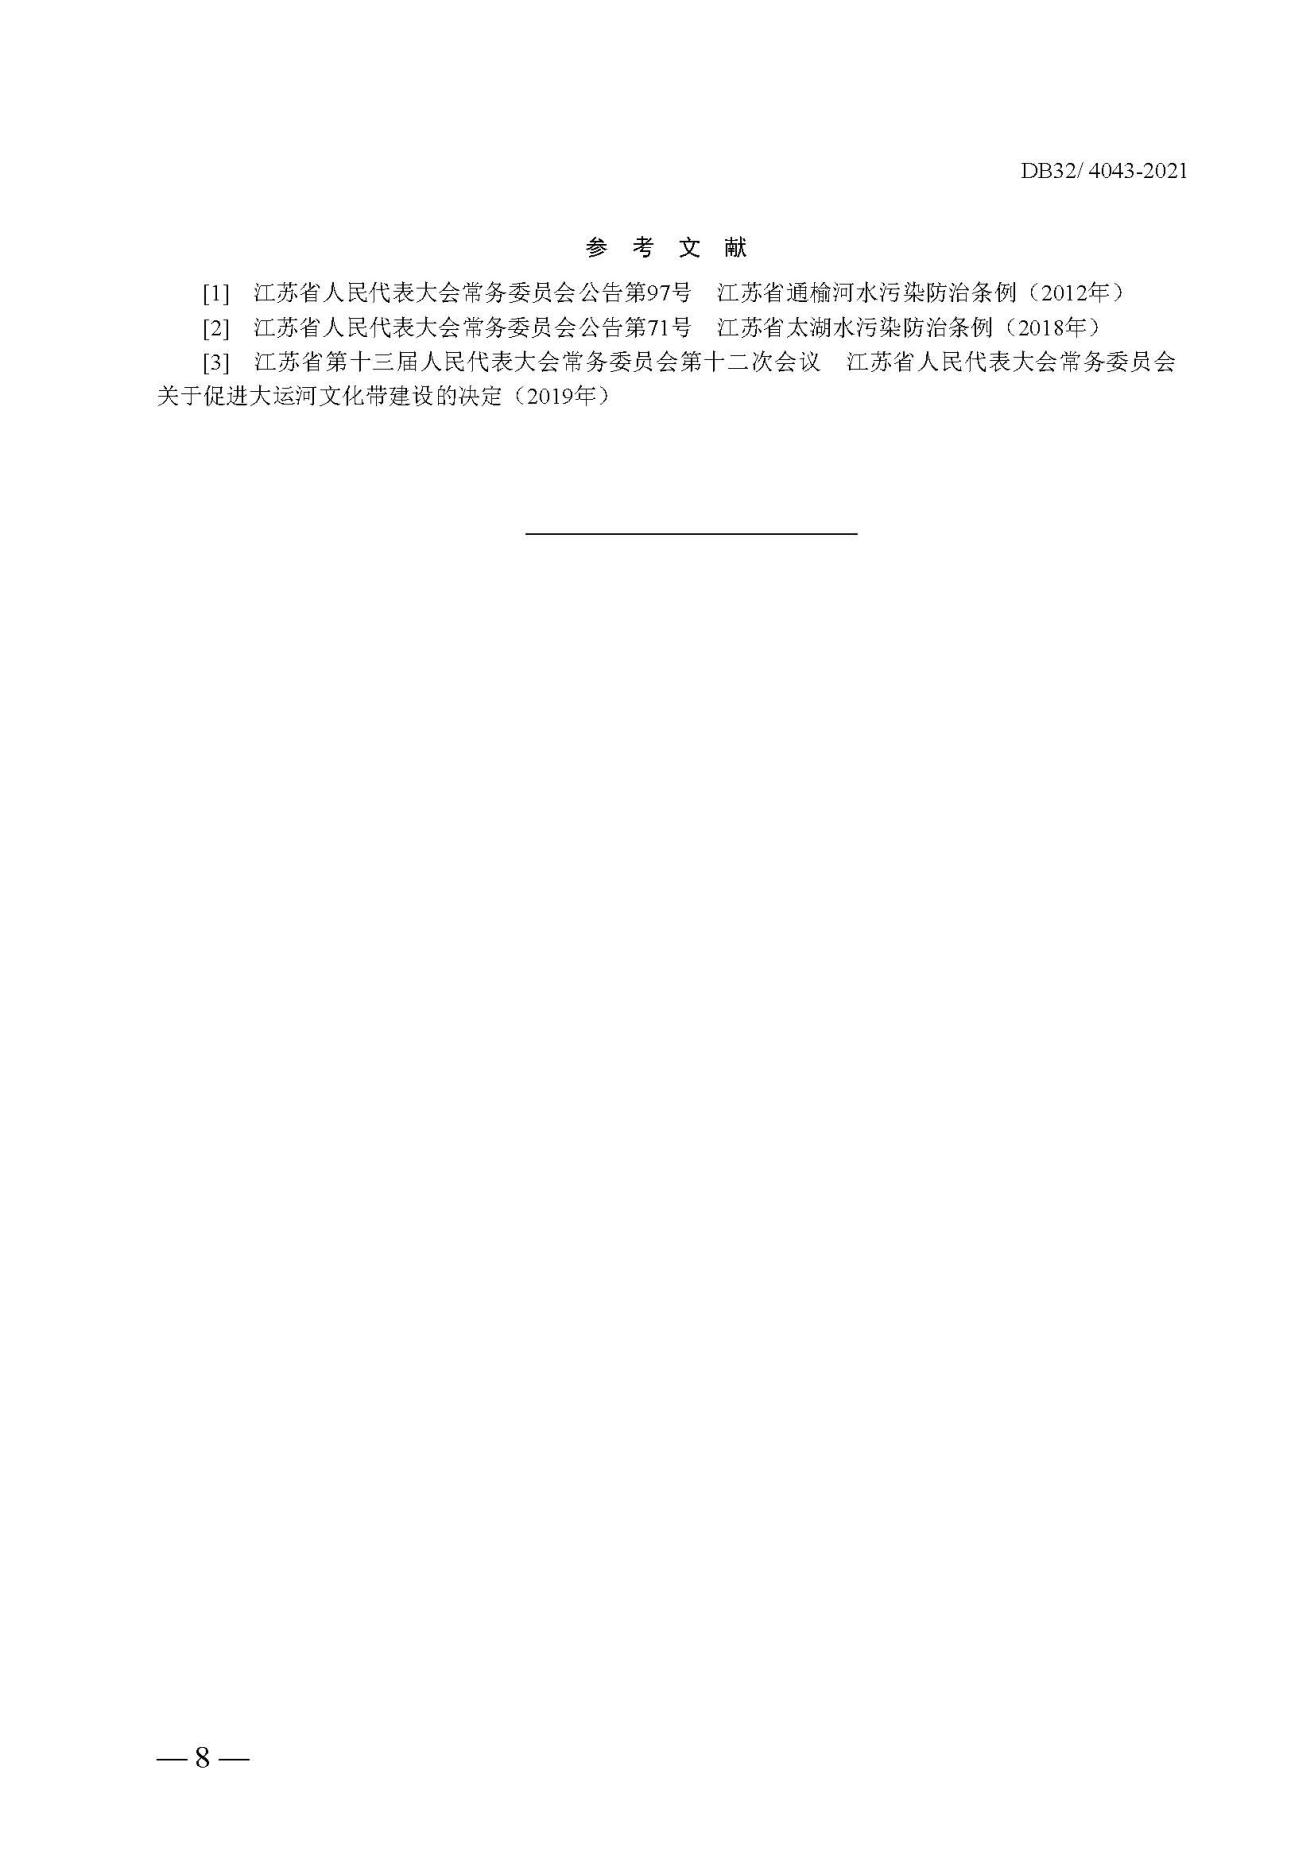 DB32/ 4043-2021
参 考 文 献
[1] 江苏省人民代表大会常务委员会公告第97号 江苏省通榆河水污染防治条例（2012年）
[2] 江苏省人民代表大会常务委员会公告第71号 江苏省太湖水污染防治条例（2018年）
[3] 江苏省第十三届人民代表大会常务委员会第十二次会议 江苏省人民代表大会常务委员会
关于促进大运河文化带建设的决定（2019年）
— 8 —